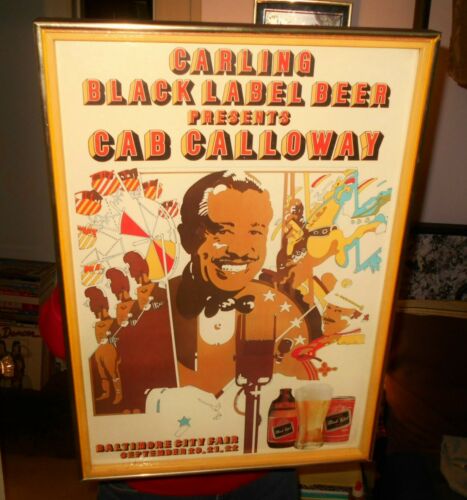 CARLING
BLACK LABEL BEER
PRESENTS
CAB CALLOWAY
BALTIMORE CITY FAIR
SEPTEMBER 20, 21, 22